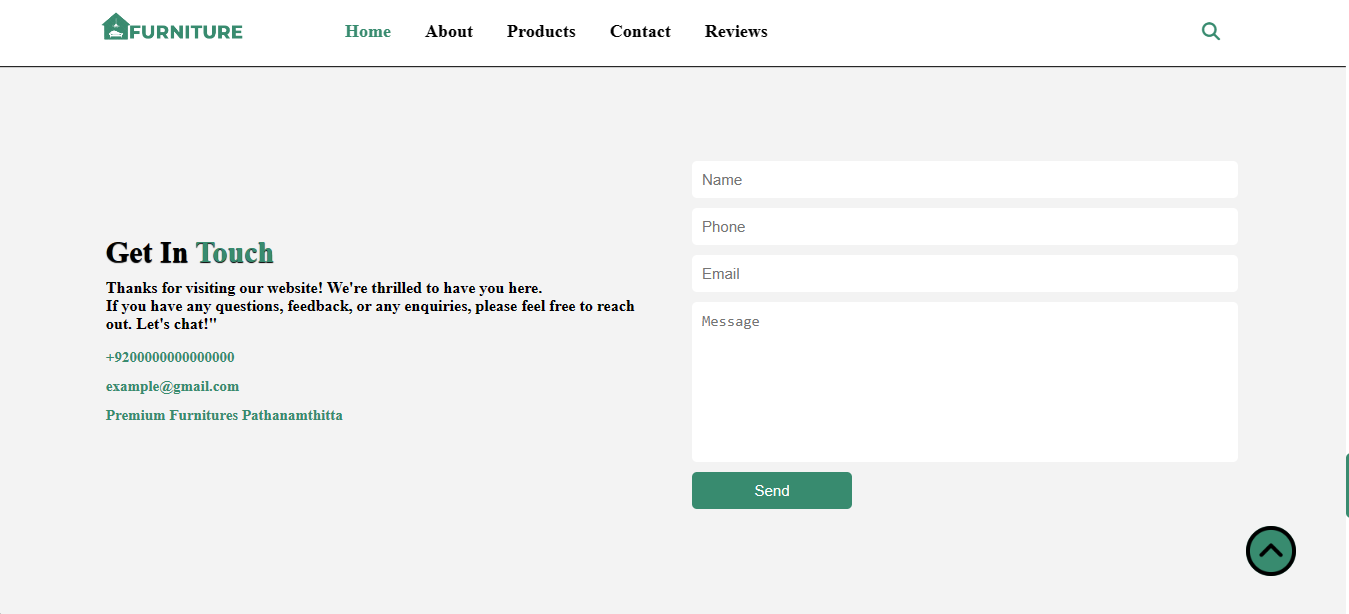 FURNITURE
Home About Products Contact Reviews
Get In Touch
Thanks for visiting our website! We're thrilled to have you here.
If you have any questions, feedback, or any enquiries, please feel free to reach
out. Let's chat!"
+9200000000000000
example@gmail.com
Premium Furnitures Pathanamthitta
Name
Phone
Email
Message
Send